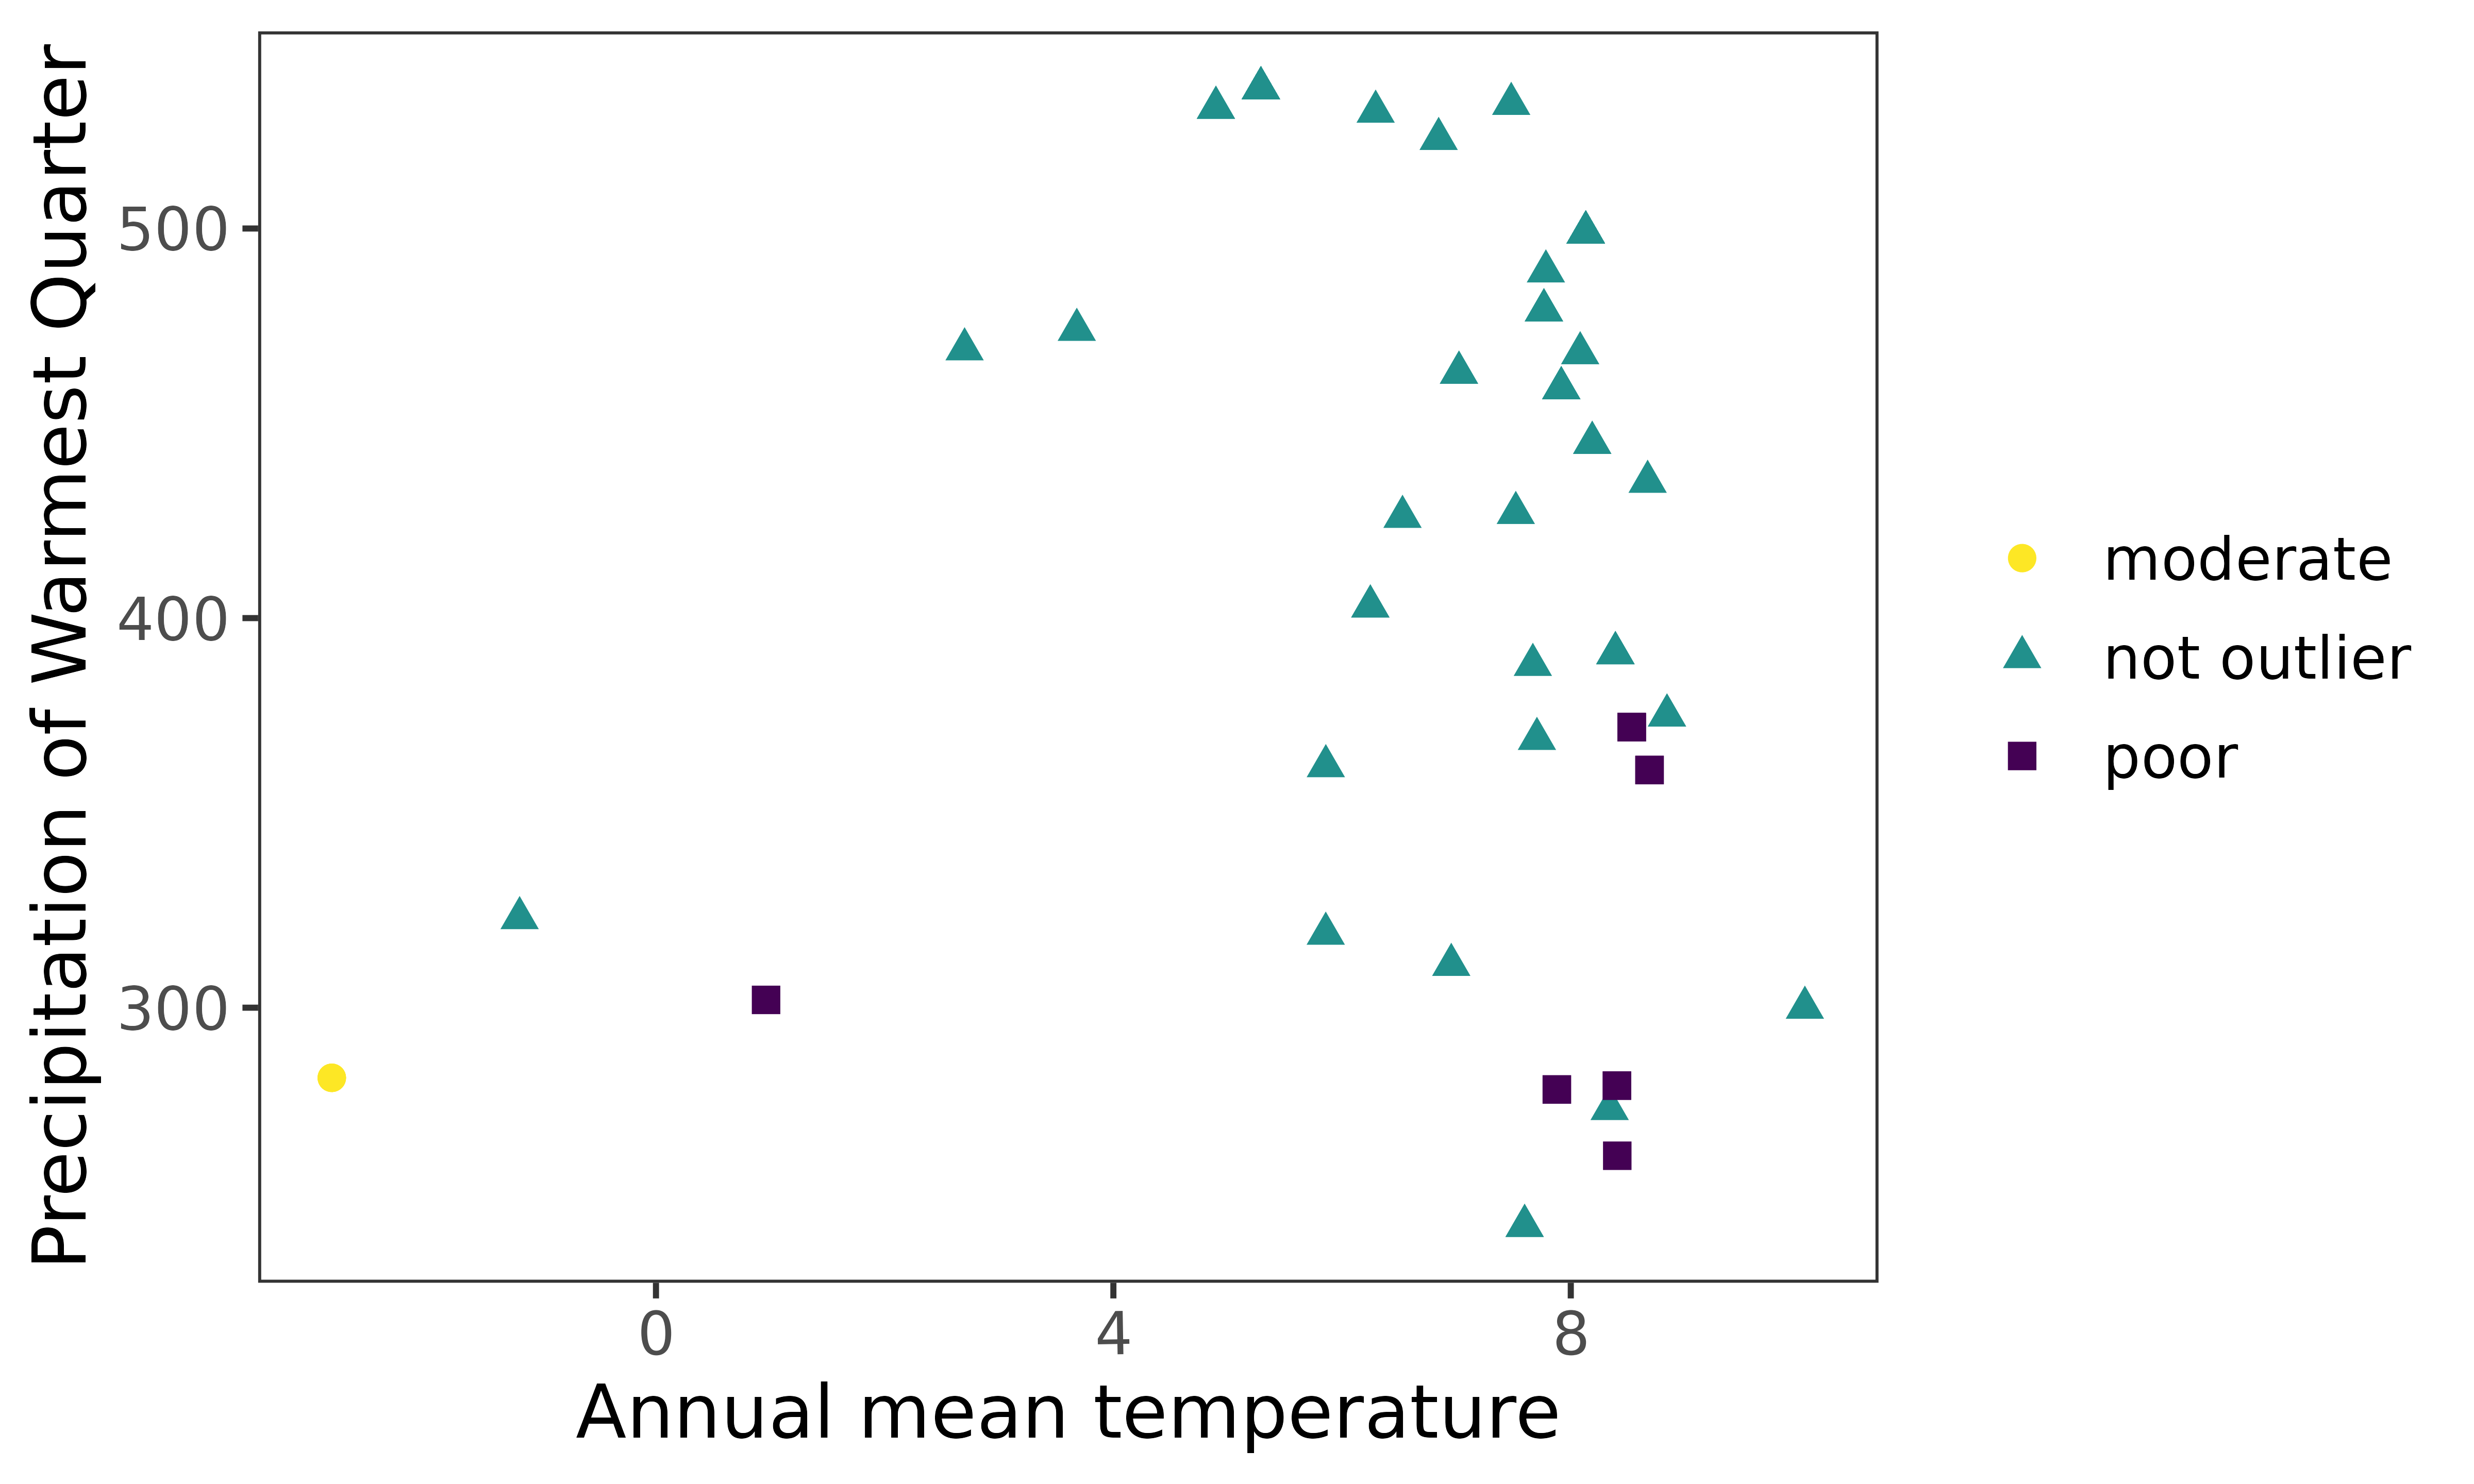 Precipitation of Warmest Quarter
500
400
300
0
4
8
Annual mean temperature
moderate
not outlier
poor